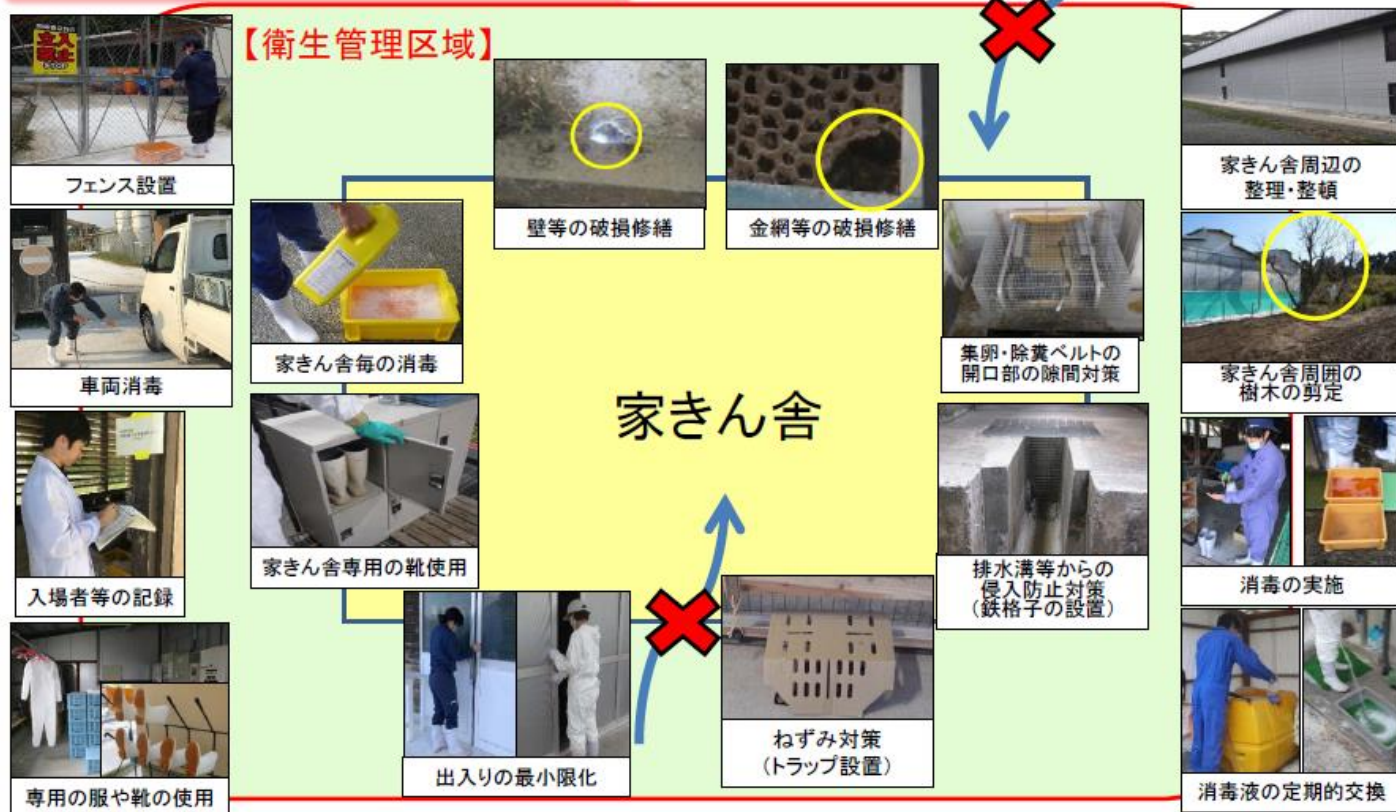 【衛生管理区域】
立入
禁止
フェンス設置
壁等の破損修繕
金網等の破損修繕
家きん舎周辺の
整理・整頓
車両消毒
家きん舎毎の消毒
集卵・除糞ベルトの
開口部の隙間対策
家きん舎周囲の
樹木の剪定
家きん舎
入場者等の記録
家きん舎専用の靴使用
排水溝等からの
侵入防止対策
(鉄格子の設置)
消毒の実施
専用の服や靴の使用
出入りの最小限化
ねずみ対策
(トラップ設置)
消毒液の定期的交換